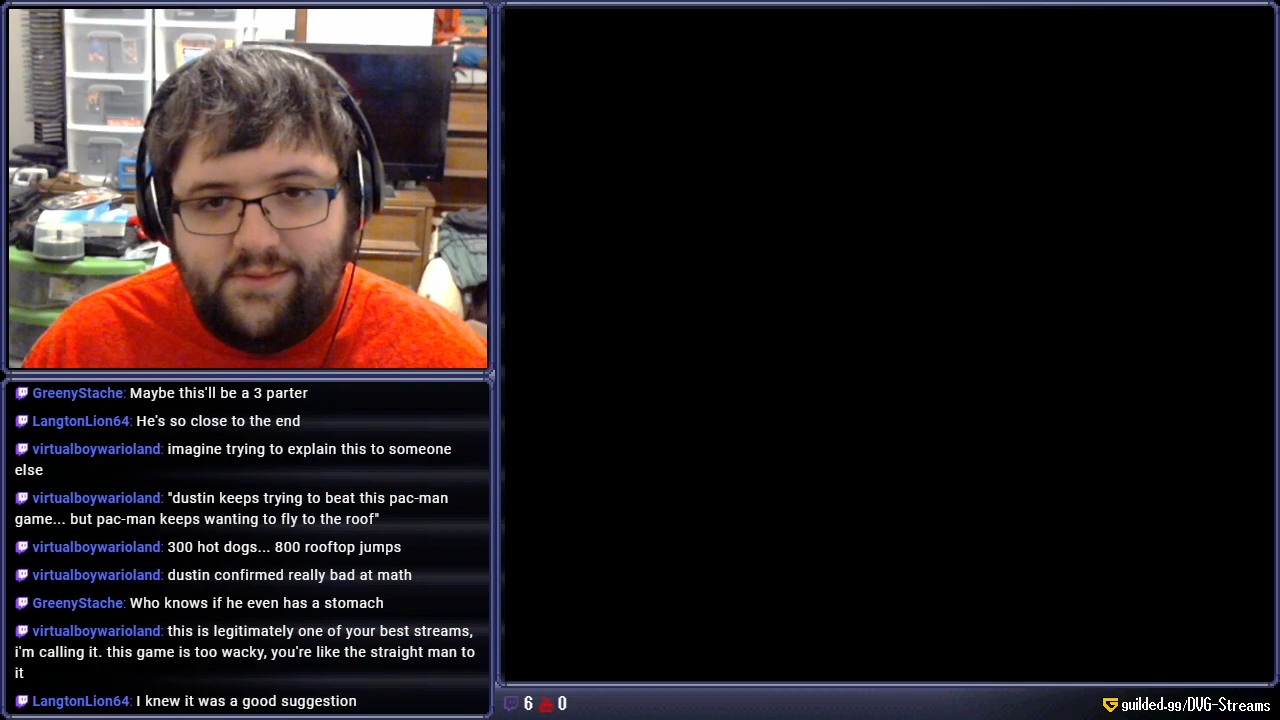 GreenyStache: Maybe this'll be a 3 parter
LangtonLion64: He's so close to the end
virtualboywarioland: imagine trying to explain this to someone
else
virtualboywarioland: "dustin keeps trying to beat this pac-man
game... but pac-man keeps wanting to fly to the roof"
virtualboywarioland: 300 hot dogs... 800 rooftop jumps
virtualboywarioland: dustin confirmed really bad at math
GreenyStache: Who knows if he even has a stomach
virtualboywarioland: this is legitimately one of your best streams,
i'm calling it. this game is too wacky, you're like the straight man to
it
LangtonLion64: I knew it was a good suggestion
6 0
guilded.gg/DVG-Streams